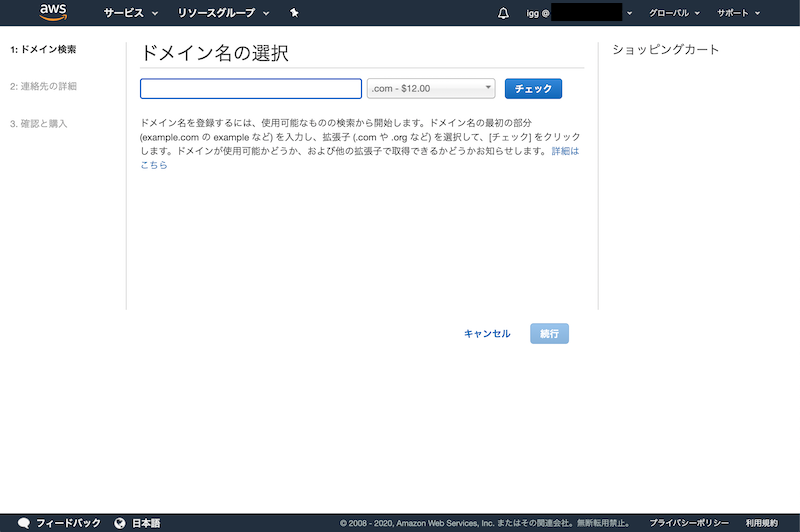 aws
サービス
リソースグループ
igg @
グローバル
サポート
1: ドメイン検索
2: 連絡先の詳細
3. 確認と購入
ドメイン名の選択
.com - $12.00
チェック
ドメイン名を登録するには、使用可能なものの検索から開始します。ドメイン名の最初の部分
(example.com の example など) を入力し、拡張子 (.com や .org など) を選択して、[チェック] をクリック
します。ドメインが使用可能かどうか、および他の拡張子で取得できるかどうかお知らせします。 詳細は
こちら
ショッピングカート
キャンセル
続行
フィードバック
日本語
© 2008 - 2020, Amazon Web Services, Inc. またはその関連会社。無断転用禁止。
プライバシーポリシー
利用規約